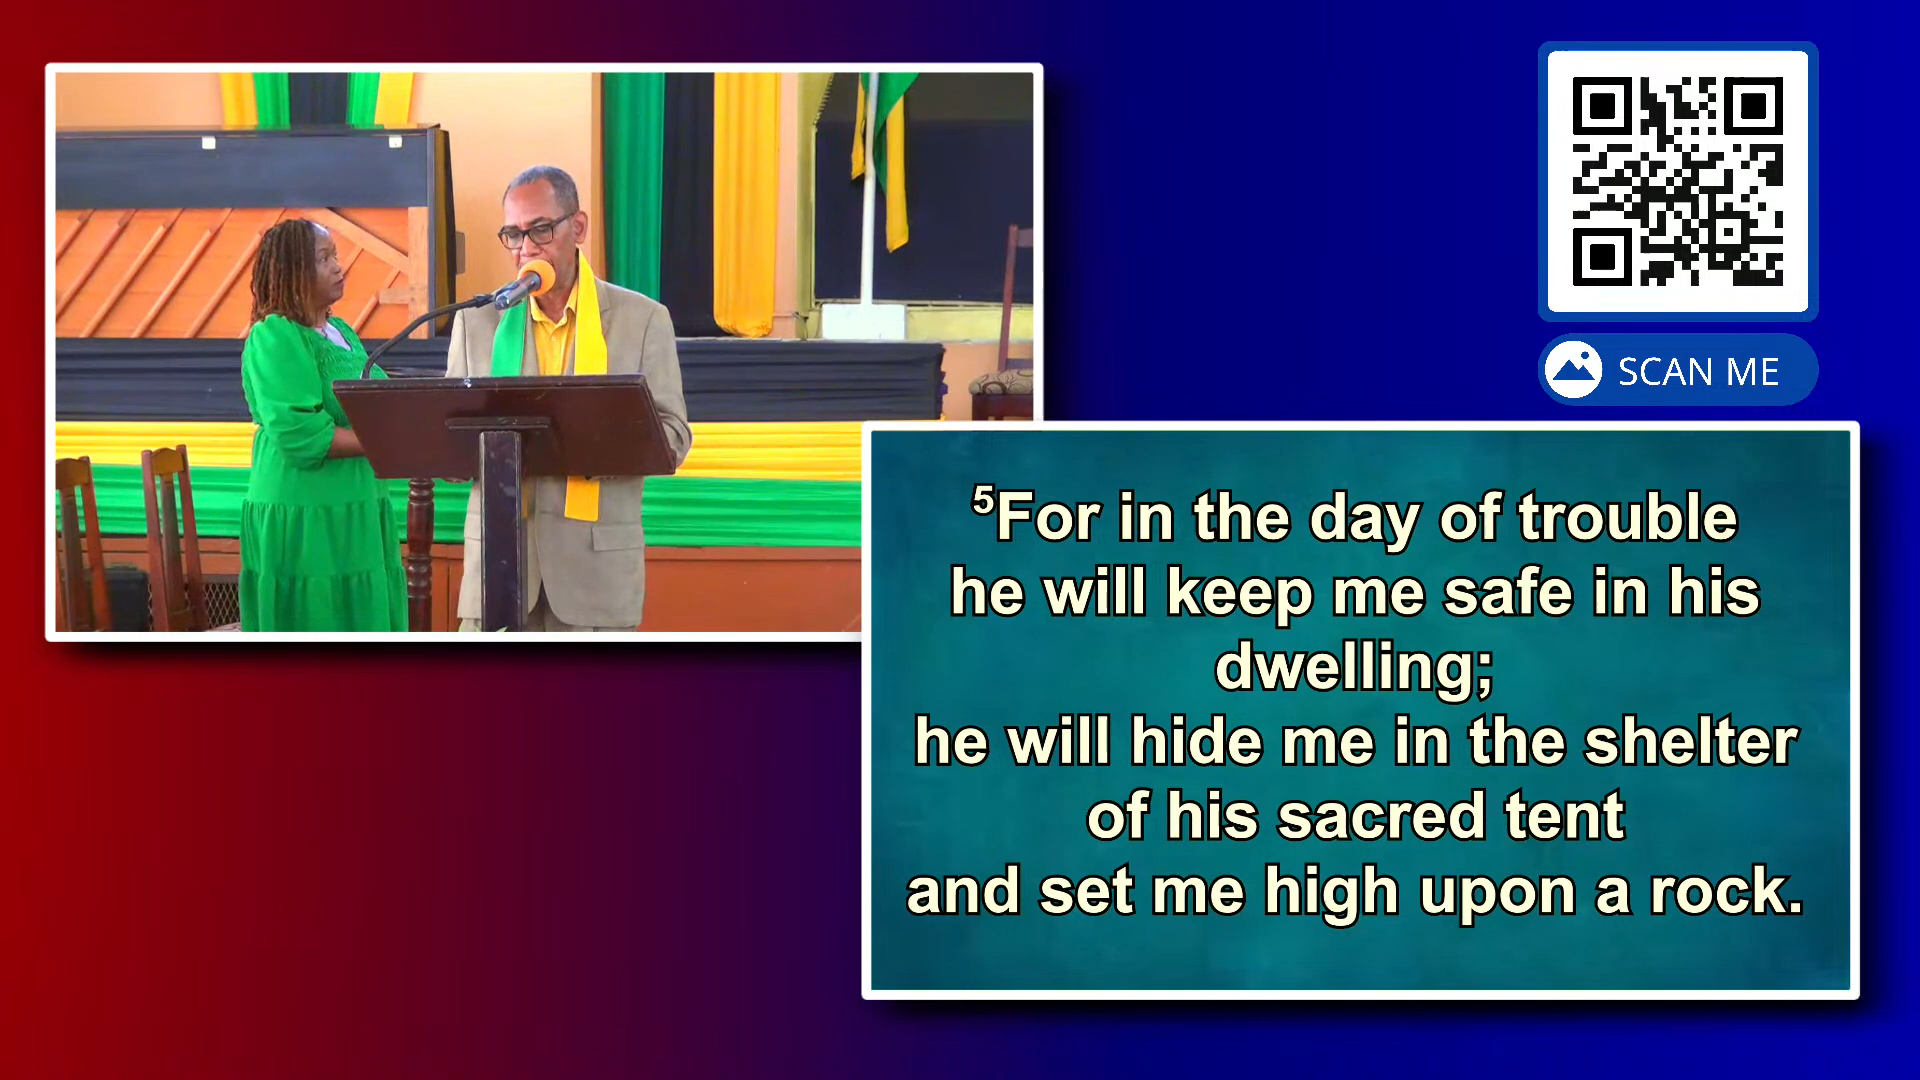 SCAN ME
⁵For in the day of trouble
he will keep me safe in his
dwelling;
he will hide me in the shelter
of his sacred tent
and set me high upon a rock.